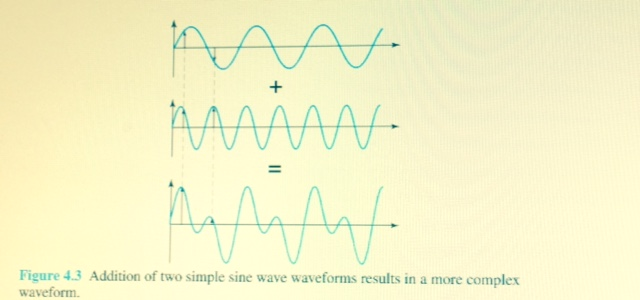 +
=
Figure 4.3 Addition of two simple sine wave waveforms results in a more complex
waveform.